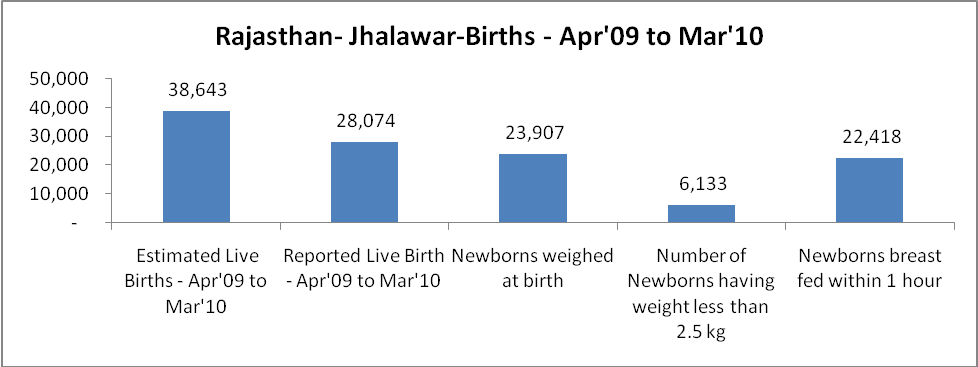 Rajasthan- Jhalawar-Births - Apr'09 to Mar'10
50,000
40,000
30,000
20,000
10,000
-
38,643
28,074
23,907
6,133
22,418
Estimated Live
Births - Apr'09 to
Mar'10
Reported Live Birth
- Apr'09 to Mar'10
Newborns weighed
at birth
Number of
Newborns having
weight less than
2.5 kg
Newborns breast
fed within 1 hour